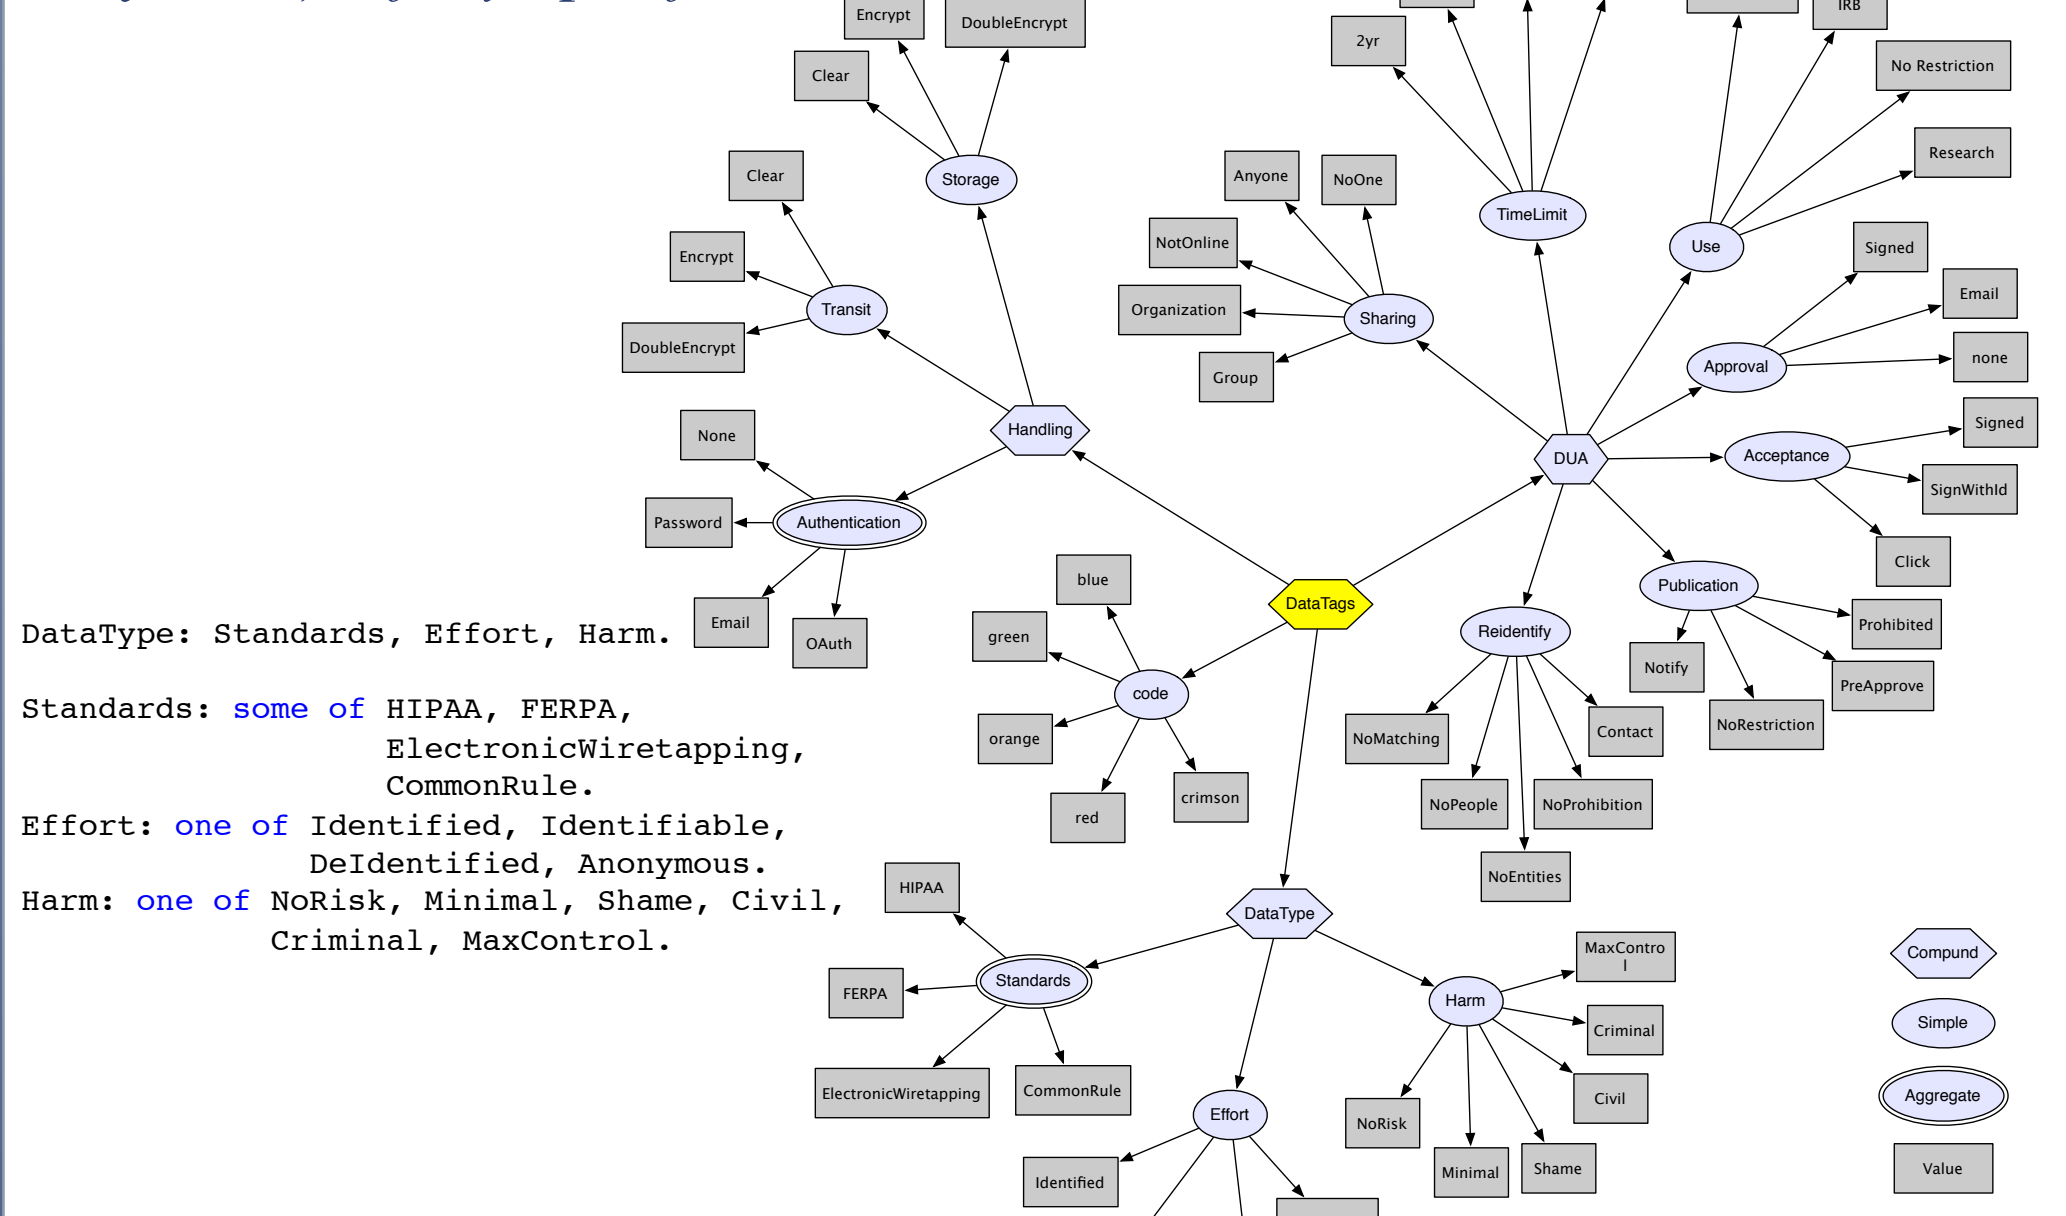 Encrypt
DoubleEncrypt
Clear
Storage
Clear
Encrypt
Transit
DoubleEncrypt
Handling
None
Password
Authentication
Email
OAuth
2yr
IRB
No Restriction
Research
TimeLimit
Use
Anyone
NoOne
NotOnline
Organization
Sharing
Group
Signed
Email
none
Approval
DUA
Acceptance
Signed
SignWithId
Click
Publication
Prohibited
PreApprove
Notify
NoRestriction
Reidentify
NoMatching
Contact
NoPeople
NoProhibition
NoEntities
DataTags
blue
green
code
orange
red
crimson
DataType: Standards, Effort, Harm.
Standards: some of HIPAA, FERPA,
ElectronicWiretapping,
CommonRule.
Effort: one of Identified, Identifiable,
DeIdentified, Anonymous.
Harm: one of NoRisk, Minimal, Shame, Civil,
Criminal, MaxControl.
DataType
HIPAA
FERPA
Standards
ElectronicWiretapping
CommonRule
Harm
MaxContro
l
Criminal
Civil
NoRisk
Minimal
Shame
Effort
Identified
Compund
Simple
Aggregate
Value